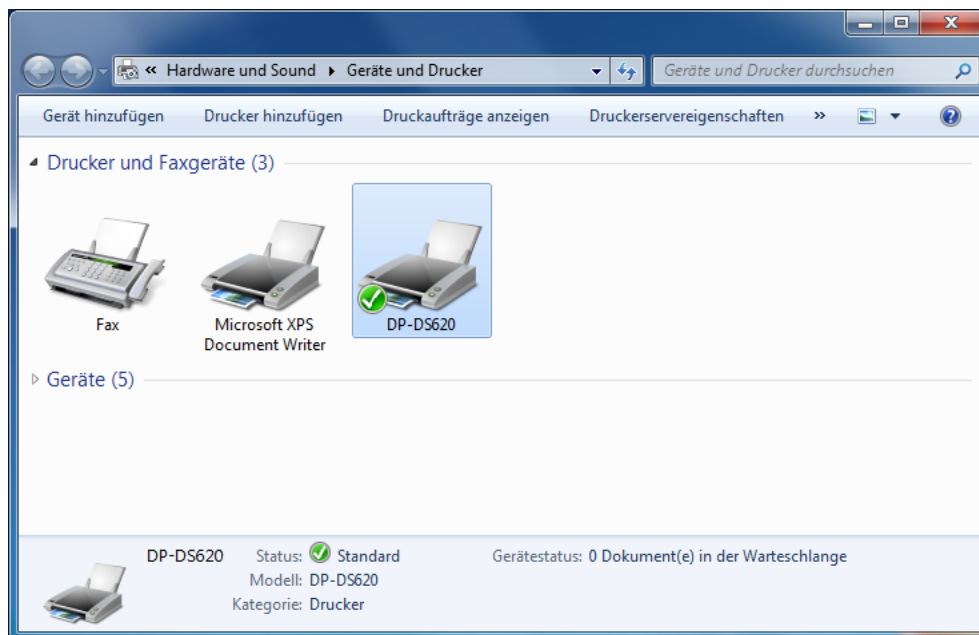 « Hardware und Sound ▸ Geräte und Drucker
Geräte und Drucker durchsuchen
Gerät hinzufügen Drucker hinzufügen Druckaufträge anzeigen Druckerservereigenschaften »
Drucker und Faxgeräte (3)
Fax
Microsoft XPS
Document Writer
DP-DS620
Geräte (5)
DP-DS620 Status: Standard Gerätestatus: 0 Dokument(e) in der Warteschlange
Modell: DP-DS620
Kategorie: Drucker